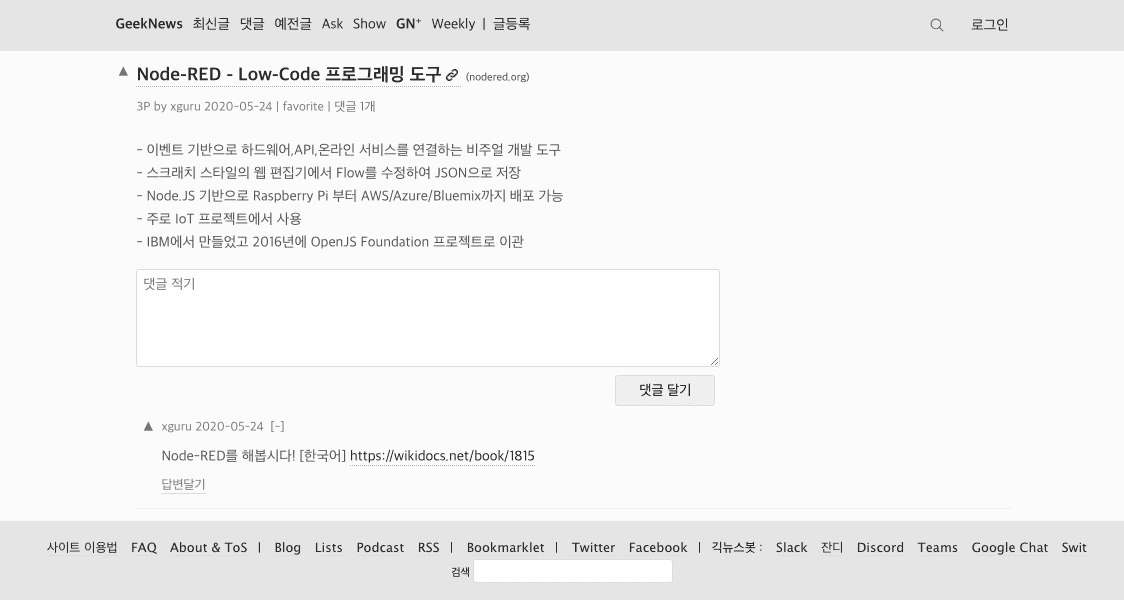 GeekNews 최신글 댓글 예전글 Ask Show GN⁺ Weekly | 글등록 로그인
▲ Node-RED - Low-Code 프로그래밍 도구 (nodered.org)
3P by xguru 2020-05-24 | favorite | 댓글 1개
- 이벤트 기반으로 하드웨어,API,온라인 서비스를 연결하는 비주얼 개발 도구
- 스크래치 스타일의 웹 편집기에서 Flow를 수정하여 JSON으로 저장
- Node.JS 기반으로 Raspberry Pi 부터 AWS/Azure/Bluemix까지 배포 가능
- 주로 IoT 프로젝트에서 사용
- IBM에서 만들었고 2016년에 OpenJS Foundation 프로젝트로 이관
댓글 적기
댓글 달기
▲ xguru 2020-05-24 [-]
Node-RED를 해봅시다! [한국어] https://wikidocs.net/book/1815
답변달기
사이트 이용법 FAQ About & ToS | Blog Lists Podcast RSS | Bookmarklet | Twitter Facebook | 긱뉴스봇 : Slack 잔디 Discord Teams Google Chat Swit
검색